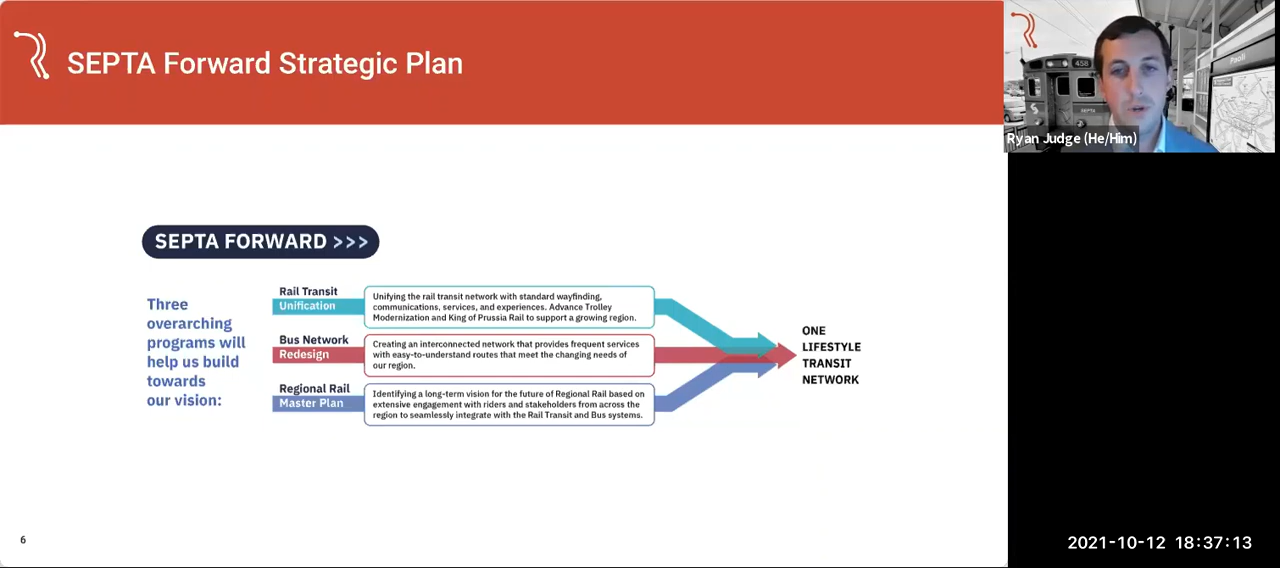 SEPTA Forward Strategic Plan
458
Paoli
SEPTA
Ryan Judge (He/Him)
SEPTA FORWARD >>>
Three
overarching
programs will
help us build
towards
our vision:
Rail Transit
Unification
Unifying the rail transit network with standard wayfinding,
communications, services, and experiences. Advance Trolley
Modernization and King of Prussia Rail to support a growing region.
Bus Network
Redesign
Creating an interconnected network that provides frequent services
with easy-to-understand routes that meet the changing needs of
our region.
Regional Rail
Master Plan
Identifying a long-term vision for the future of Regional Rail based on
extensive engagement with riders and stakeholders from across the
region to seamlessly integrate with the Rail Transit and Bus systems.
ONE
LIFESTYLE
TRANSIT
NETWORK
6
2021-10-12 18:37:13